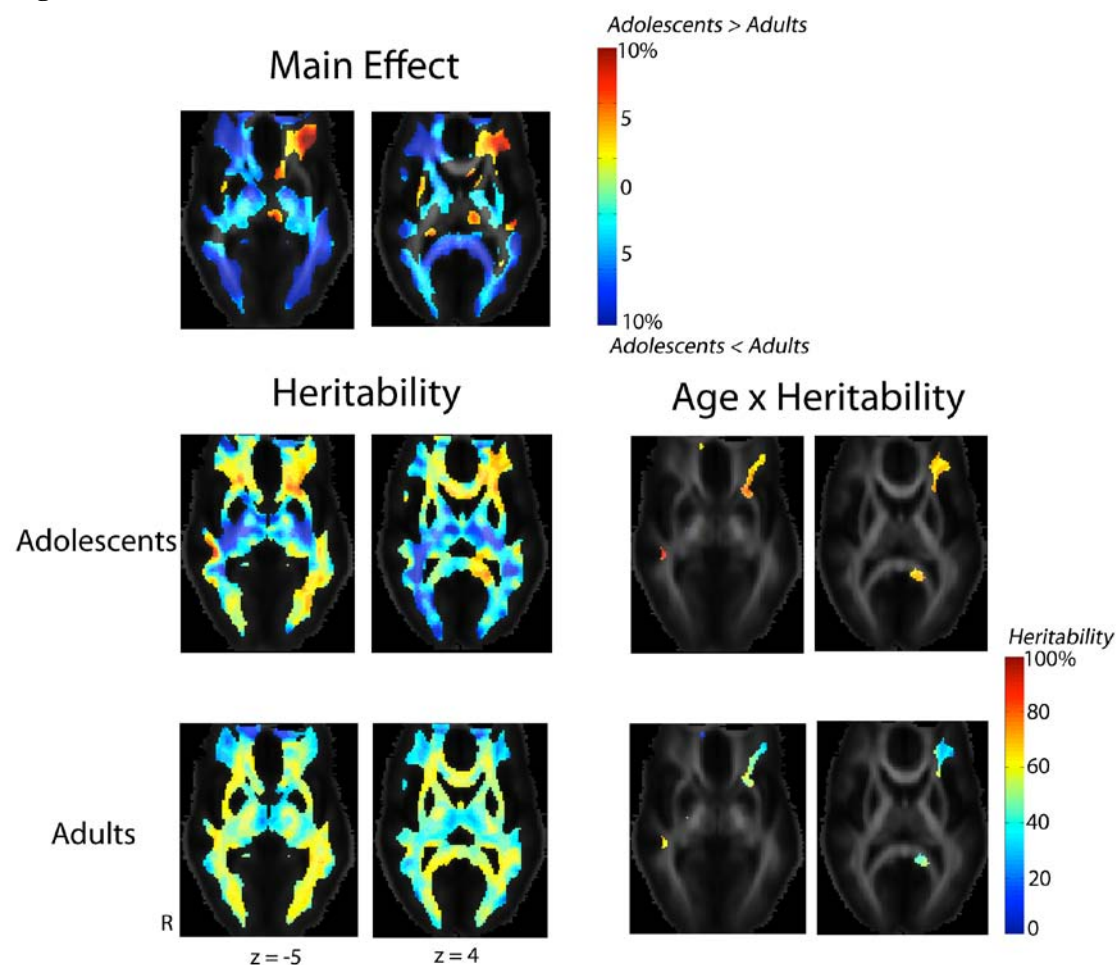 Adolescents > Adults
Main Effect
10%
5
0
5
10%
Adolescents < Adults
Heritability
Age x Heritability
Adolescents
Heritability
100%
80
60
40
20
0
Adults
R
z = -5
z = 4